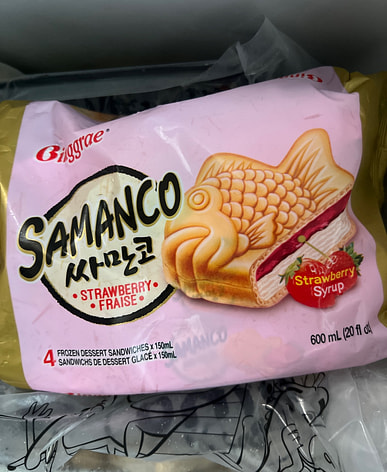 Binggrae
SAMANCO
싸만코
• STRAWBERRY •
FRAISE
Strawberry
Syrup
4 FROZEN DESSERT SANDWICHES x 150mL
SANDWICHS DE DESSERT GLACÉ x 150mL
600 mL (20 fl oz)
SAMANCO